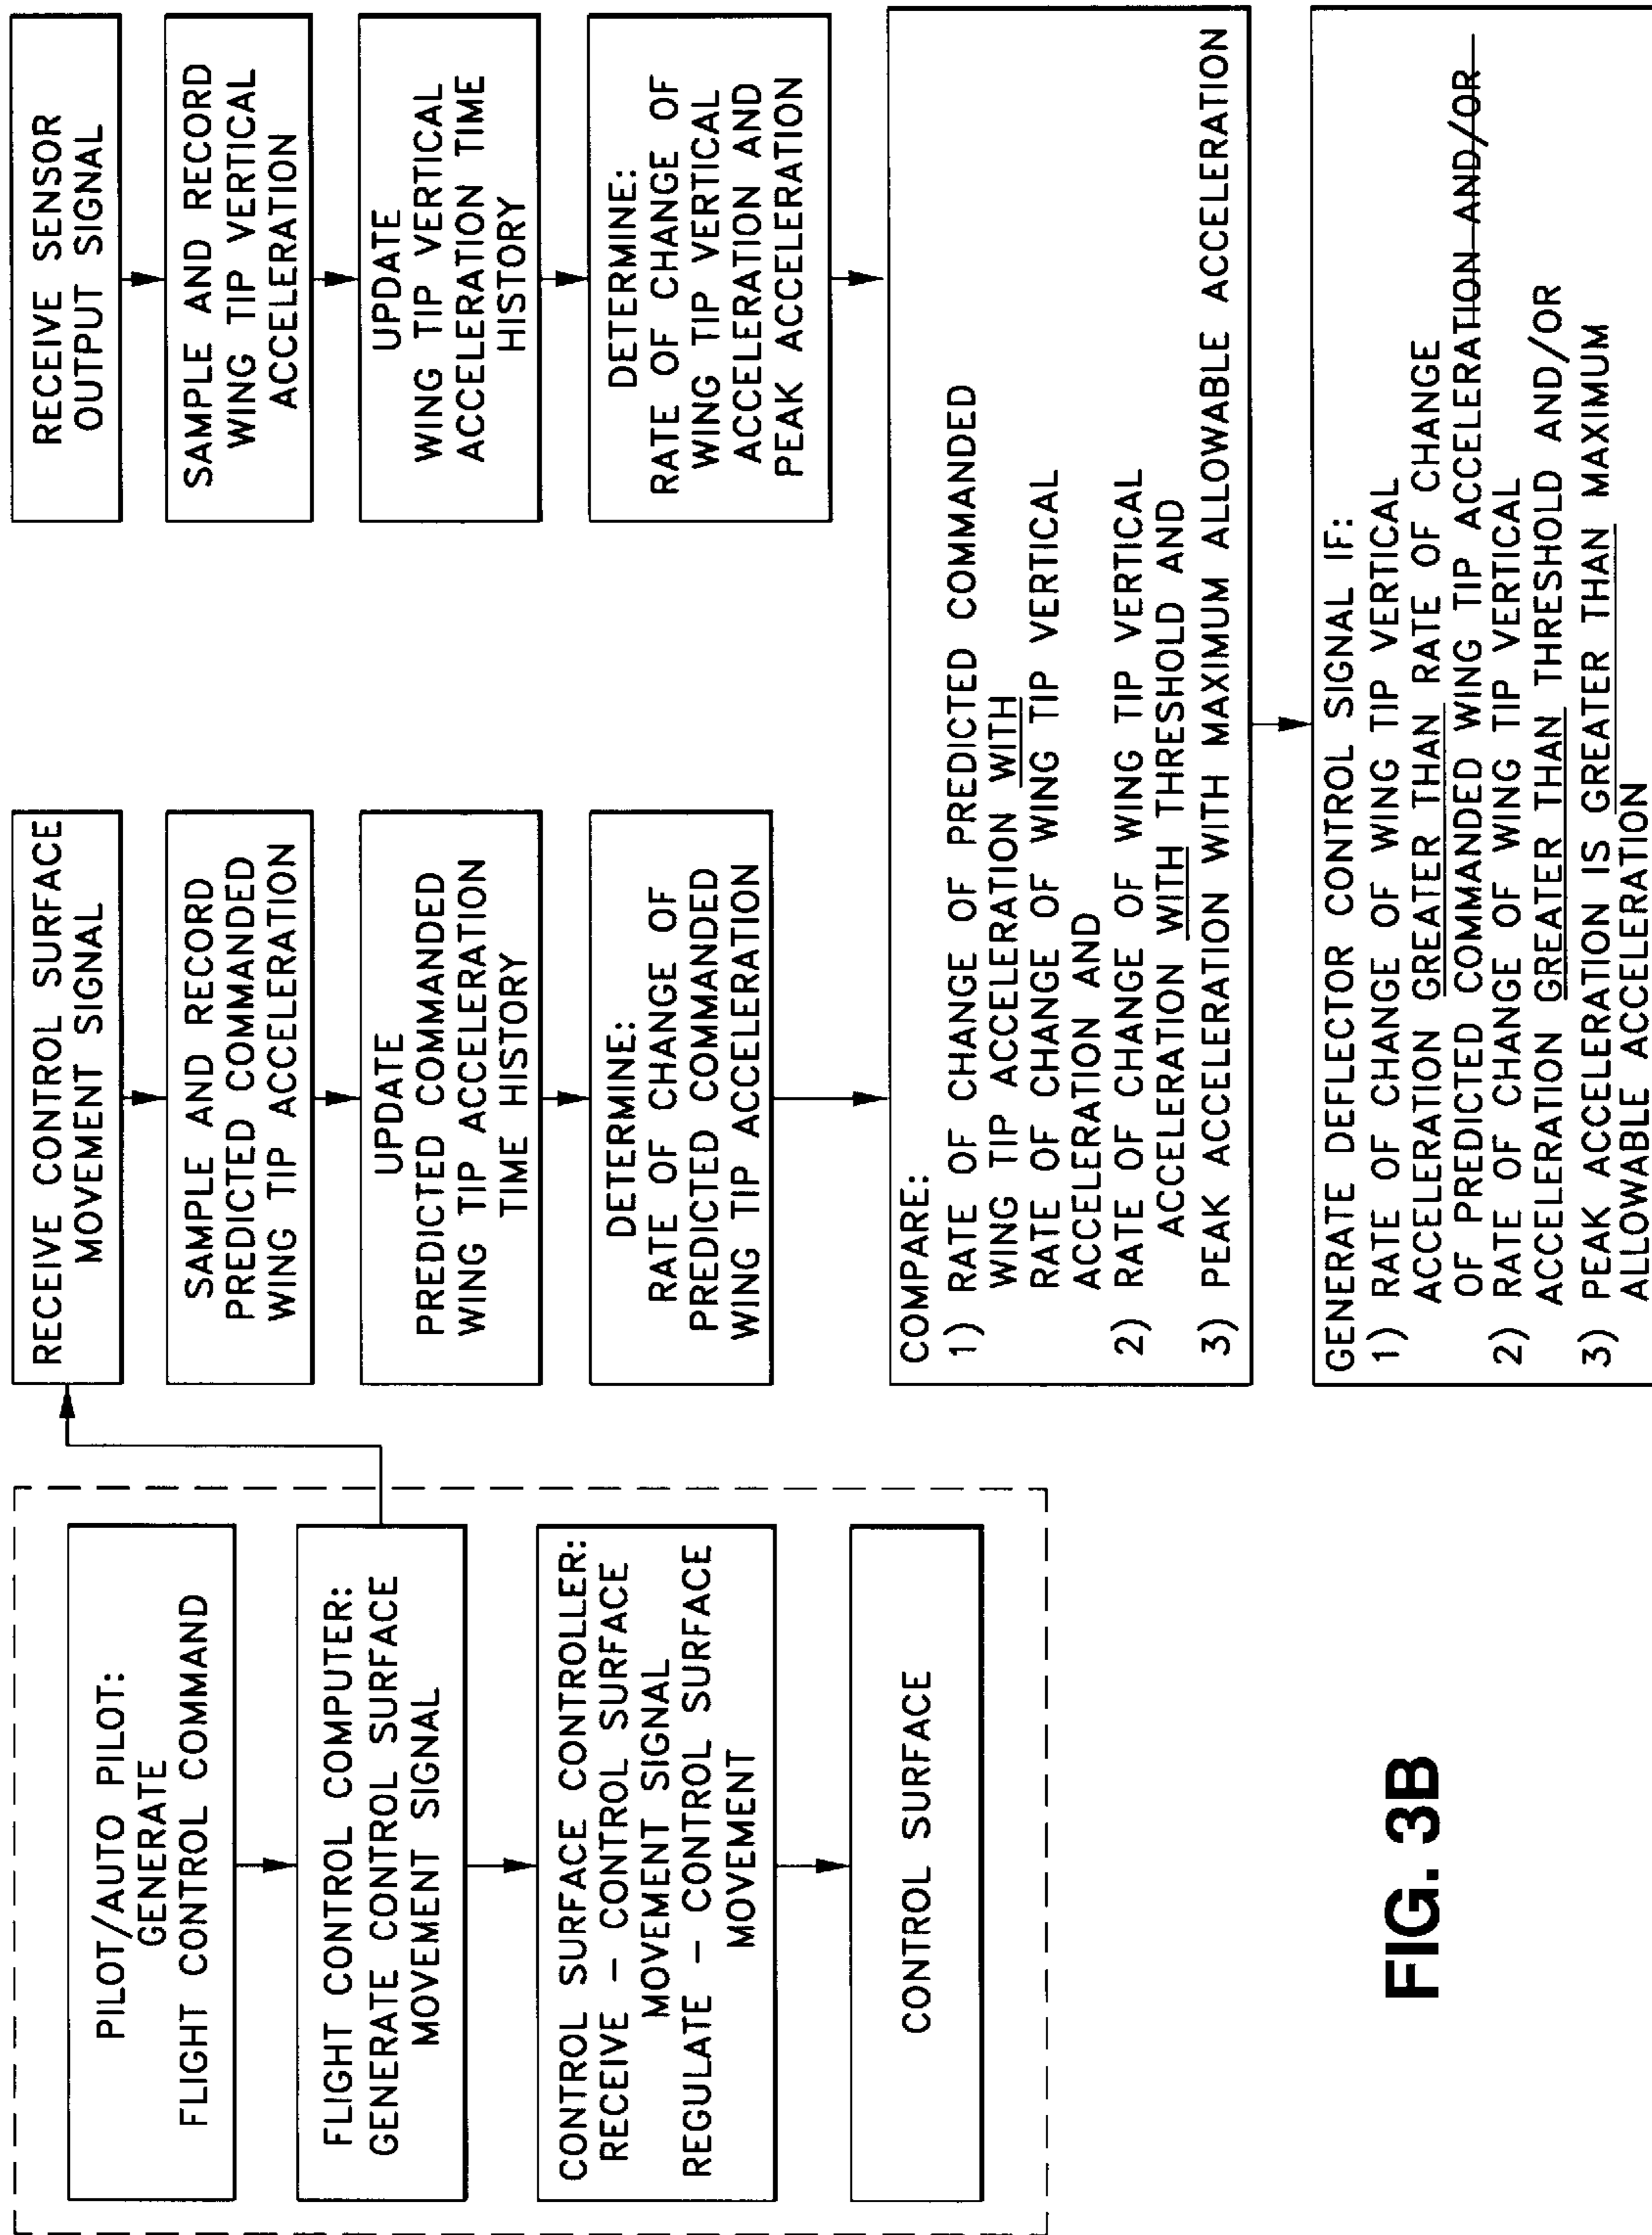 PILOT/AUTO PILOT:
GENERATE
FLIGHT CONTROL COMMAND
FLIGHT CONTROL COMPUTER:
GENERATE CONTROL SURFACE
MOVEMENT SIGNAL
CONTROL SURFACE CONTROLLER:
RECEIVE – CONTROL SURFACE
MOVEMENT SIGNAL
REGULATE – CONTROL SURFACE
MOVEMENT
CONTROL SURFACE
RECEIVE CONTROL SURFACE
MOVEMENT SIGNAL
SAMPLE AND RECORD
PREDICTED COMMANDED
WING TIP ACCELERATION
UPDATE
PREDICTED COMMANDED
WING TIP ACCELERATION
TIME HISTORY
DETERMINE:
RATE OF CHANGE OF
PREDICTED COMMANDED
WING TIP ACCELERATION
RECEIVE SENSOR
OUTPUT SIGNAL
SAMPLE AND RECORD
WING TIP VERTICAL
ACCELERATION
UPDATE
WING TIP VERTICAL
ACCELERATION TIME
HISTORY
DETERMINE:
RATE OF CHANGE OF
WING TIP VERTICAL
ACCELERATION AND
PEAK ACCELERATION
COMPARE:
1) RATE OF CHANGE OF PREDICTED COMMANDED
WING TIP ACCELERATION WITH
RATE OF CHANGE OF WING TIP VERTICAL
ACCELERATION AND
2) RATE OF CHANGE OF WING TIP VERTICAL
ACCELERATION WITH THRESHOLD AND
3) PEAK ACCELERATION WITH MAXIMUM ALLOWABLE ACCELERATION
GENERATE DEFLECTOR CONTROL SIGNAL IF:
1) RATE OF CHANGE OF WING TIP VERTICAL
ACCELERATION GREATER THAN RATE OF CHANGE
OF PREDICTED COMMANDED WING TIP ACCELERATION AND/OR
2) RATE OF CHANGE OF WING TIP VERTICAL
ACCELERATION GREATER THAN THRESHOLD AND/OR
3) PEAK ACCELERATION IS GREATER THAN MAXIMUM
ALLOWABLE ACCELERATION
FIG. 3B